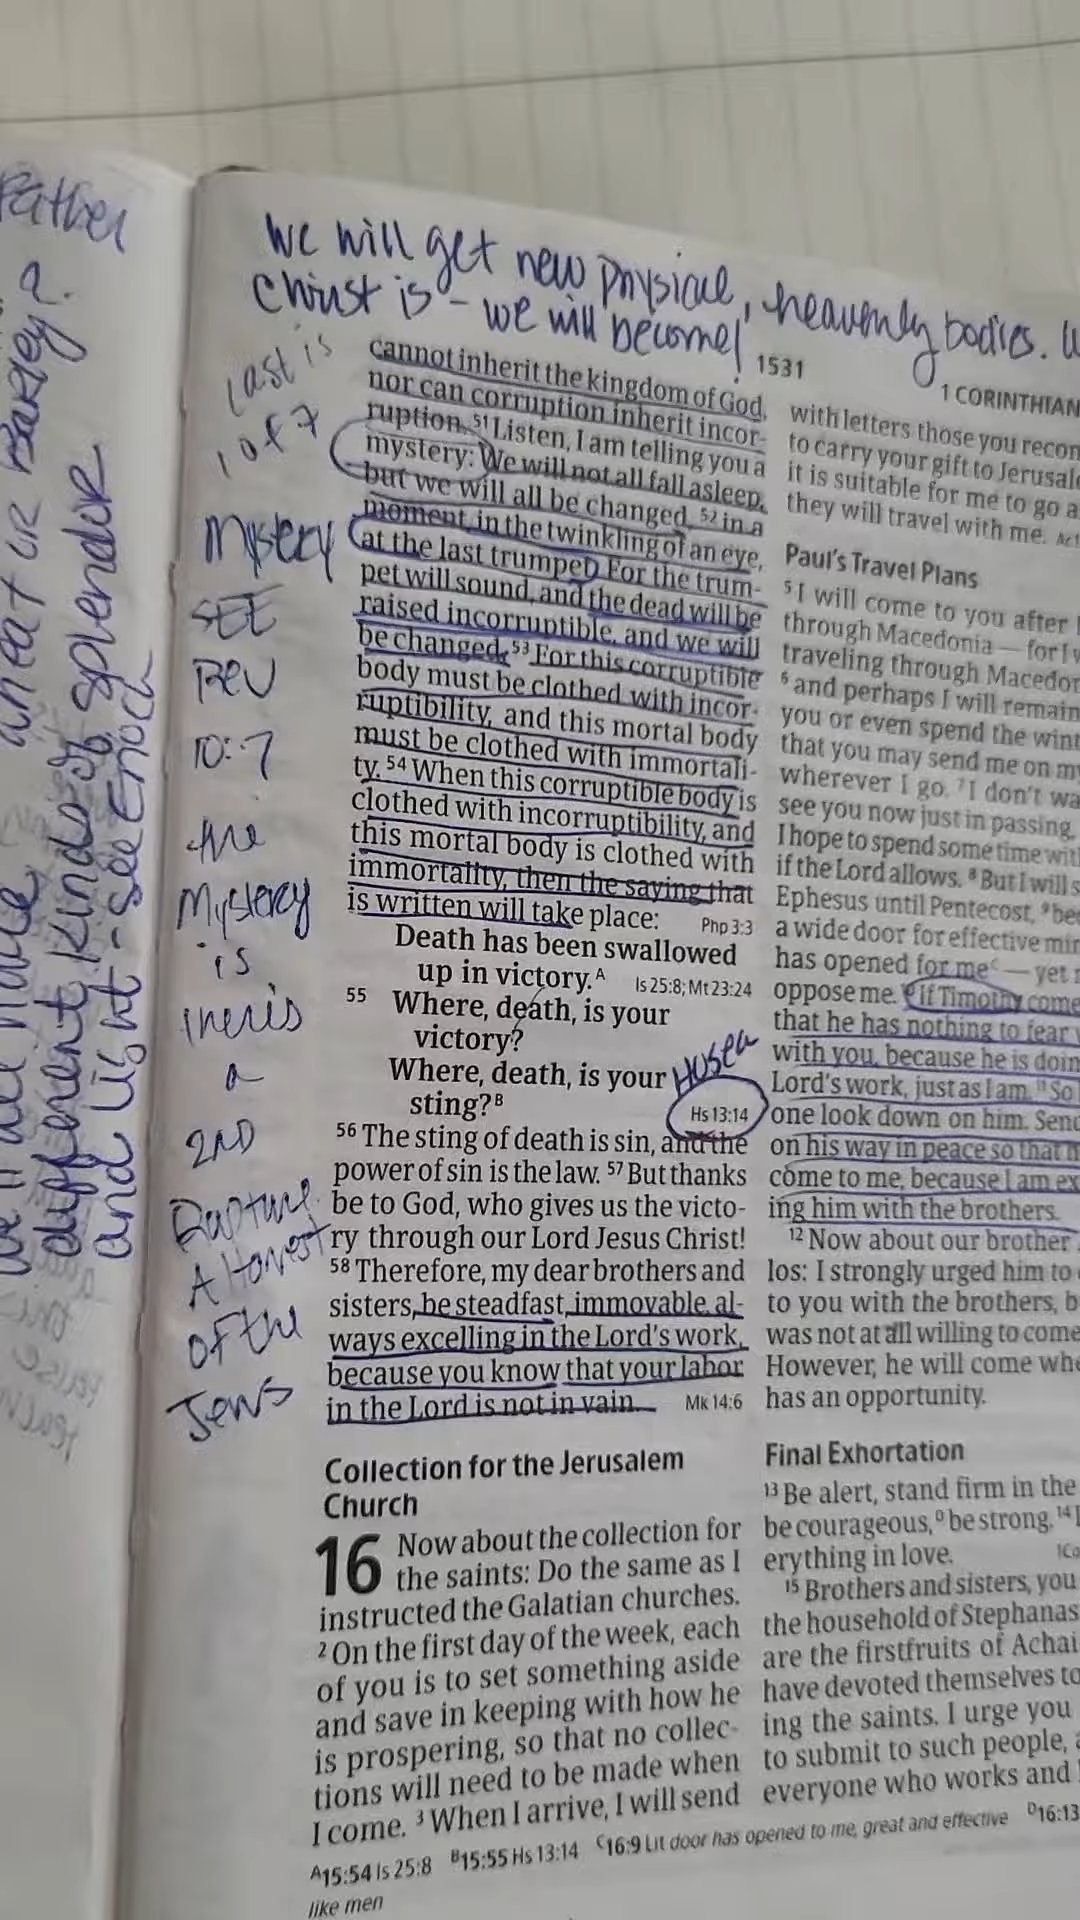 Father
wheat or Barley?
we'll all have
different kinds of splendor
and light - see Enoch
we will get new physical, heavenly bodies.
Christ is - we will become!
1531
1 CORINTHIAN
Last is
1 of 7
Mystery
SEE
REV
10:7
the
Mystery
is
there is
a
2ND
Rapture
A Harvest
of the
Jews
cannot inherit the kingdom of God,
nor can corruption inherit incor-
ruption. 51 Listen, I am telling you a
mystery: We will not all fall asleep,
but we will all be changed, 52 in a
moment, in the twinkling of an eye,
at the last trumpet. For the trum-
pet will sound, and the dead will be
raised incorruptible, and we will
be changed. 53 For this corruptible
body must be clothed with incor-
ruptibility, and this mortal body
must be clothed with immortali-
ty. 54 When this corruptible body is
clothed with incorruptibility, and
this mortal body is clothed with
immortality, then the saying that
is written will take place: Php 3:3
Death has been swallowed
up in victory.A Is 25:8; Mt 23:24
55 Where, death, is your
victory?
Where, death, is your
sting?B Hs 13:14
Hosea
56 The sting of death is sin, and the
power of sin is the law. 57 But thanks
be to God, who gives us the victo-
ry through our Lord Jesus Christ!
58 Therefore, my dear brothers and
sisters, be steadfast, immovable, al-
ways excelling in the Lord's work,
because you know that your labor
in the Lord is not in vain. Mk 14:6
Collection for the Jerusalem
Church
16 Now about the collection for
the saints: Do the same as I
instructed the Galatian churches.
2 On the first day of the week, each
of you is to set something aside
and save in keeping with how he
is prospering, so that no collec-
tions will need to be made when
I come. 3 When I arrive, I will send
with letters those you recom
to carry your gift to Jerusale
it is suitable for me to go a
they will travel with me.
Paul's Travel Plans
5 I will come to you after
through Macedonia — for I
traveling through Macedon
6 and perhaps I will remain
you or even spend the wint
that you may send me on my
wherever I go. 7 I don't wa
see you now just in passing,
I hope to spend some time with
if the Lord allows. 8 But I will s
Ephesus until Pentecost, 9 bec
a wide door for effective min
has opened for meC — yet
oppose me. 10 If Timothy come
that he has nothing to fear
with you, because he is doin
Lord's work, just as I am. 11 So
one look down on him. Send
on his way in peace so that
come to me, because I am ex
ing him with the brothers.
12 Now about our brother
los: I strongly urged him to
to you with the brothers, b
was not at all willing to come
However, he will come whe
has an opportunity.
Final Exhortation
13 Be alert, stand firm in the
be courageous,D be strong. 14
erything in love.
15 Brothers and sisters, you
the household of Stephanas
are the firstfruits of Achai
have devoted themselves to
ing the saints. I urge you
to submit to such people,
everyone who works and
A15:54 Is 25:8 B15:55 Hs 13:14 C16:9 Lit door has opened to me, great and effective D16:13
like men